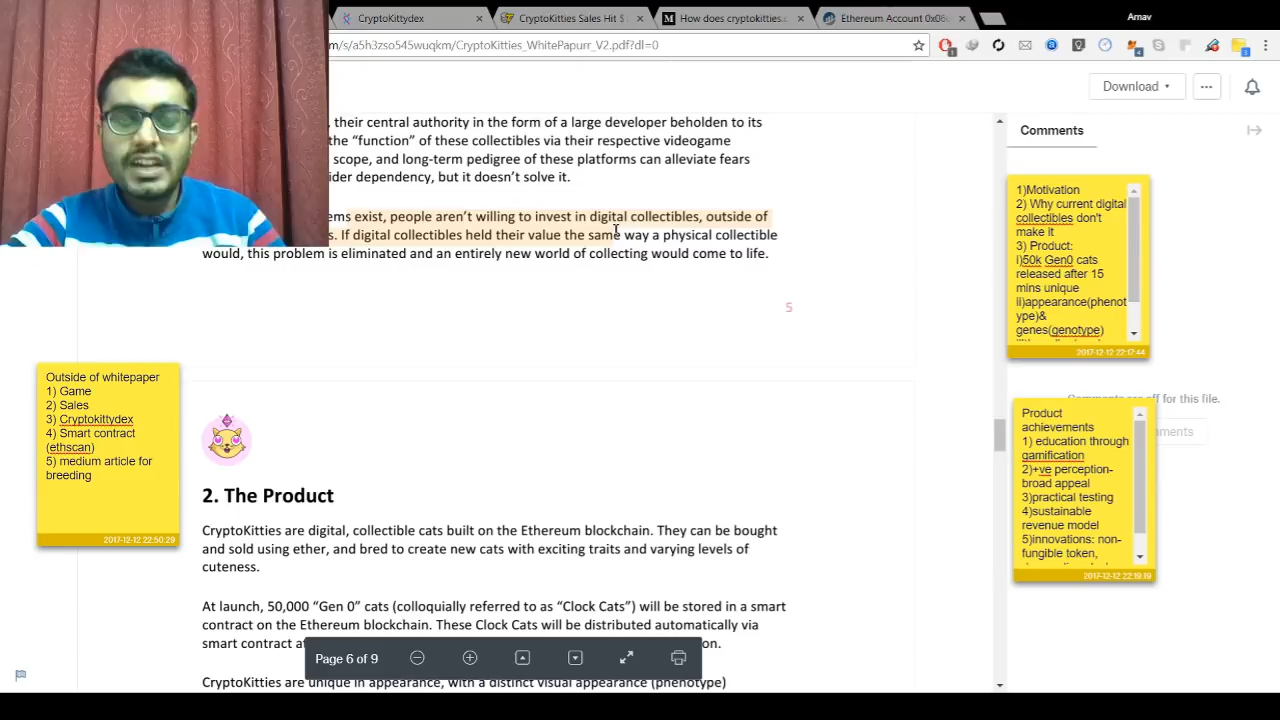 CryptoKittydex
CryptoKitties Sales Hit $
How does cryptokitties.c
Ethereum Account 0x06
Arnav
/s/a5h3zso545wuqkm/CryptoKitties_WhitePapurr_V2.pdf?dl=0
Download
, their central authority in the form of a large developer beholden to its
the “function” of these collectibles via their respective videogame
scope, and long-term pedigree of these platforms can alleviate fears
ider dependency, but it doesn’t solve it.
ems exist, people aren’t willing to invest in digital collectibles, outside of
s. If digital collectibles held their value the same way a physical collectible
would, this problem is eliminated and an entirely new world of collecting would come to life.
5
Outside of whitepaper
1) Game
2) Sales
3) Cryptokittydex
4) Smart contract
(ethscan)
5) medium article for
breeding
2017-12-12 22:50:29
2. The Product
CryptoKitties are digital, collectible cats built on the Ethereum blockchain. They can be bought
and sold using ether, and bred to create new cats with exciting traits and varying levels of
cuteness.
At launch, 50,000 “Gen 0” cats (colloquially referred to as “Clock Cats”) will be stored in a smart
contract on the Ethereum blockchain. These Clock Cats will be distributed automatically via
smart contract at
on.
CryptoKitties are unique in appearance, with a distinct visual appearance (phenotype)
Page 6 of 9
Comments
1)Motivation
2) Why current digital
collectibles don't
make it
3) Product:
i)50k Gen0 cats
released after 15
mins unique
ii)appearance(phenot
ype)&
genes(genotype)
2017-12-12 22:17:44
Comments are off for this file.
mments
Product
achievements
1) education through
gamification
2)+ve perception-
broad appeal
3)practical testing
4)sustainable
revenue model
5)innovations: non-
fungible token,
2017-12-12 22:19:19